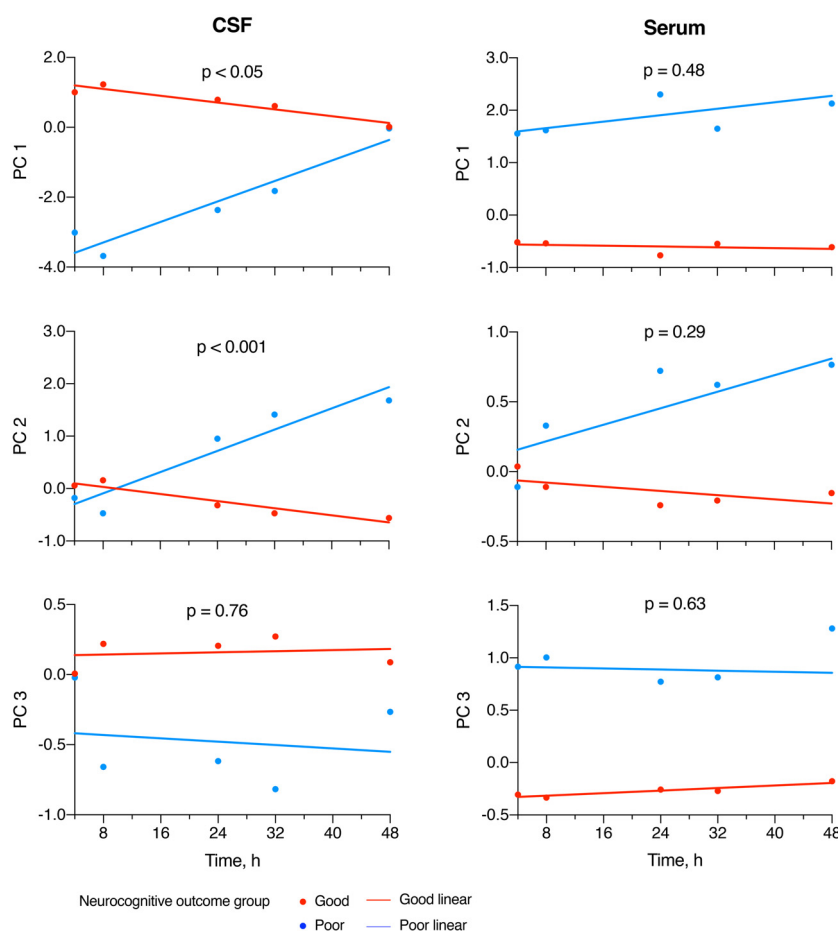 CSF
Serum
2.0
0.0
-2.0
-4.0
PC 1
p < 0.05
3.0
2.0
1.0
0.0
-1.0
PC 1
p = 0.48
3.0
2.0
1.0
0.0
-1.0
PC 2
p < 0.001
1.0
0.5
0.0
-0.5
PC 2
p = 0.29
0.5
0.0
-0.5
-1.0
PC 3
p = 0.76
8 16 24 32 40 48
Time, h
1.5
1.0
0.5
0.0
-0.5
PC 3
p = 0.63
8 16 24 32 40 48
Time, h
Neurocognitive outcome group Good Good linear
Poor Poor linear